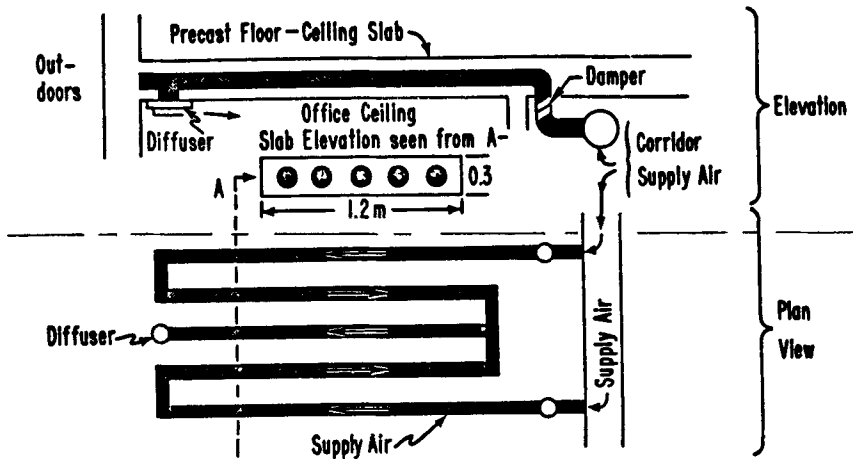 Precast Floor-Ceiling Slab
Out-
doors
Damper
Elevation
Office Ceiling
Diffuser
Slab Elevation seen from A-
Corridor
Supply Air
A
0.3
1.2m
Diffuser
Supply Air
Plan
View
Supply Air